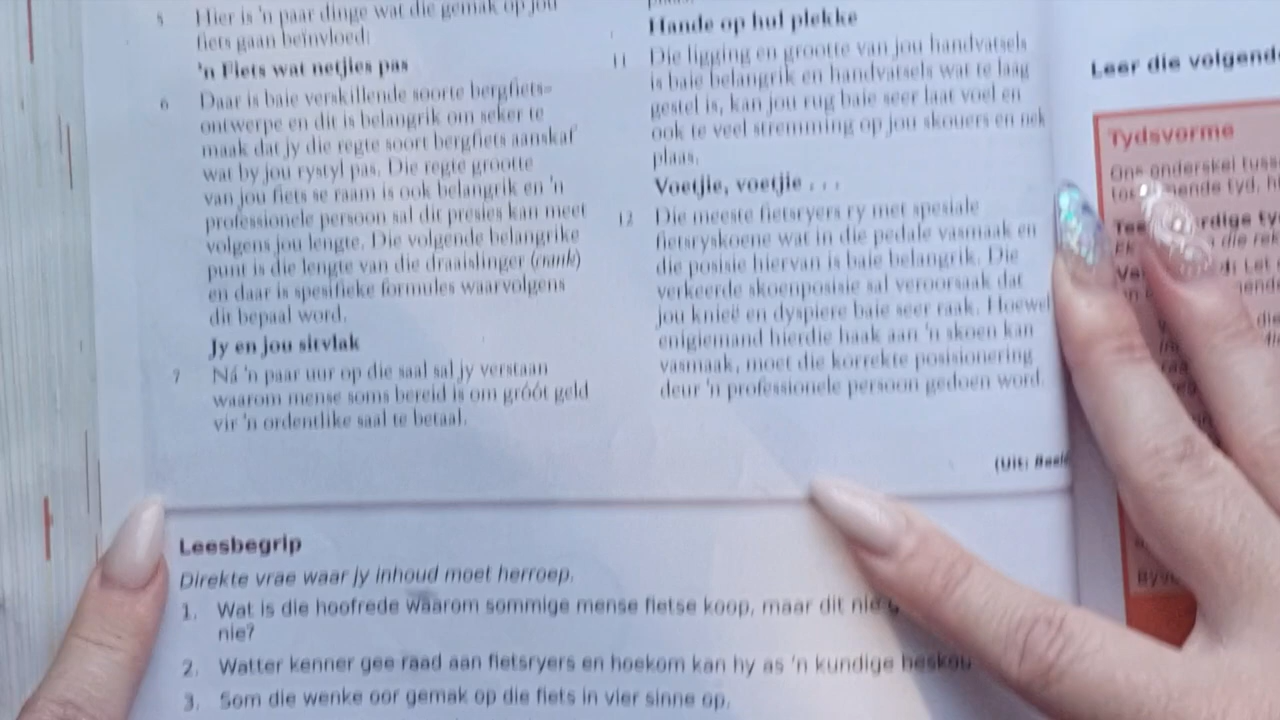 5 Hier is 'n paar dinge wat die gemak op jou
fiets gaan beïnvloed:
'n Fiets wat netjies pas
6 Daar is baie verskillende soorte bergfiets-
ontwerpe en dit is belangrik om seker te
maak dat jy die regte soort bergfiets aanskaf
wat by jou rystyl pas. Die regte grootte
van jou fiets se raam is ook belangrik en 'n
professionele persoon sal dit presies kan meet
volgens jou lengte. Die volgende belangrike
punt is die lengte van die draaislinger (crank)
en daar is spesifieke formules waarvolgens
dit bepaal word.
Jy en jou sitvlak
7 Ná 'n paar uur op die saal sal jy verstaan
waarom mense soms bereid is om gróót geld
vir 'n ordentlike saal te betaal.
Hande op hul plekke
11 Die ligging en grootte van jou handvatsels
is baie belangrik en handvatsels wat te laag
gestel is, kan jou rug baie seer laat voel en
ook te veel stremming op jou skouers en nek
plaas.
Voetjie, voetjie . . .
12 Die meeste fietsryers ry met spesiale
fietsryskoene wat in die pedale vasmaak en
die posisie hiervan is baie belangrik. Die
verkeerde skoenposisie sal veroorsaak dat
jou knieë en dyspiere baie seer raak. Hoewel
enigiemand hierdie haak aan 'n skoen kan
vasmaak, moet die korrekte posisionering
deur 'n professionele persoon gedoen word.
(Uit:
Leesbegrip
Direkte vrae waar jy inhoud moet herroep.
1. Wat is die hoofrede waarom sommige mense fietse koop, maar dit nie
nie?
2. Watter kenner gee raad aan fietsryers en hoekom kan hy as 'n kundige beskou
3. Som die wenke oor gemak op die fiets in vier sinne op.
Leer die volgende
Tydsvorme
Ons onderskei